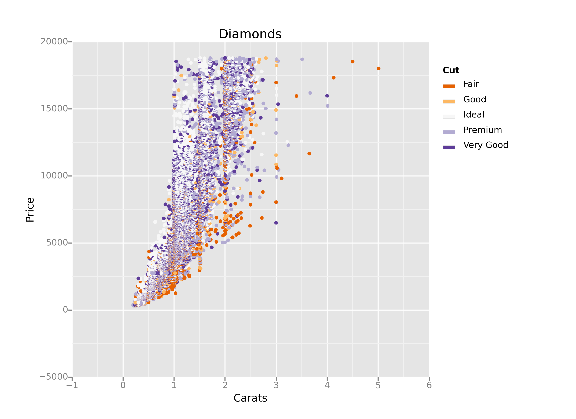 Diamonds
20000
15000
10000
5000
0
−5000
−1
0
1
2
3
4
5
6
Price
Carats
Cut
Fair
Good
Ideal
Premium
Very Good